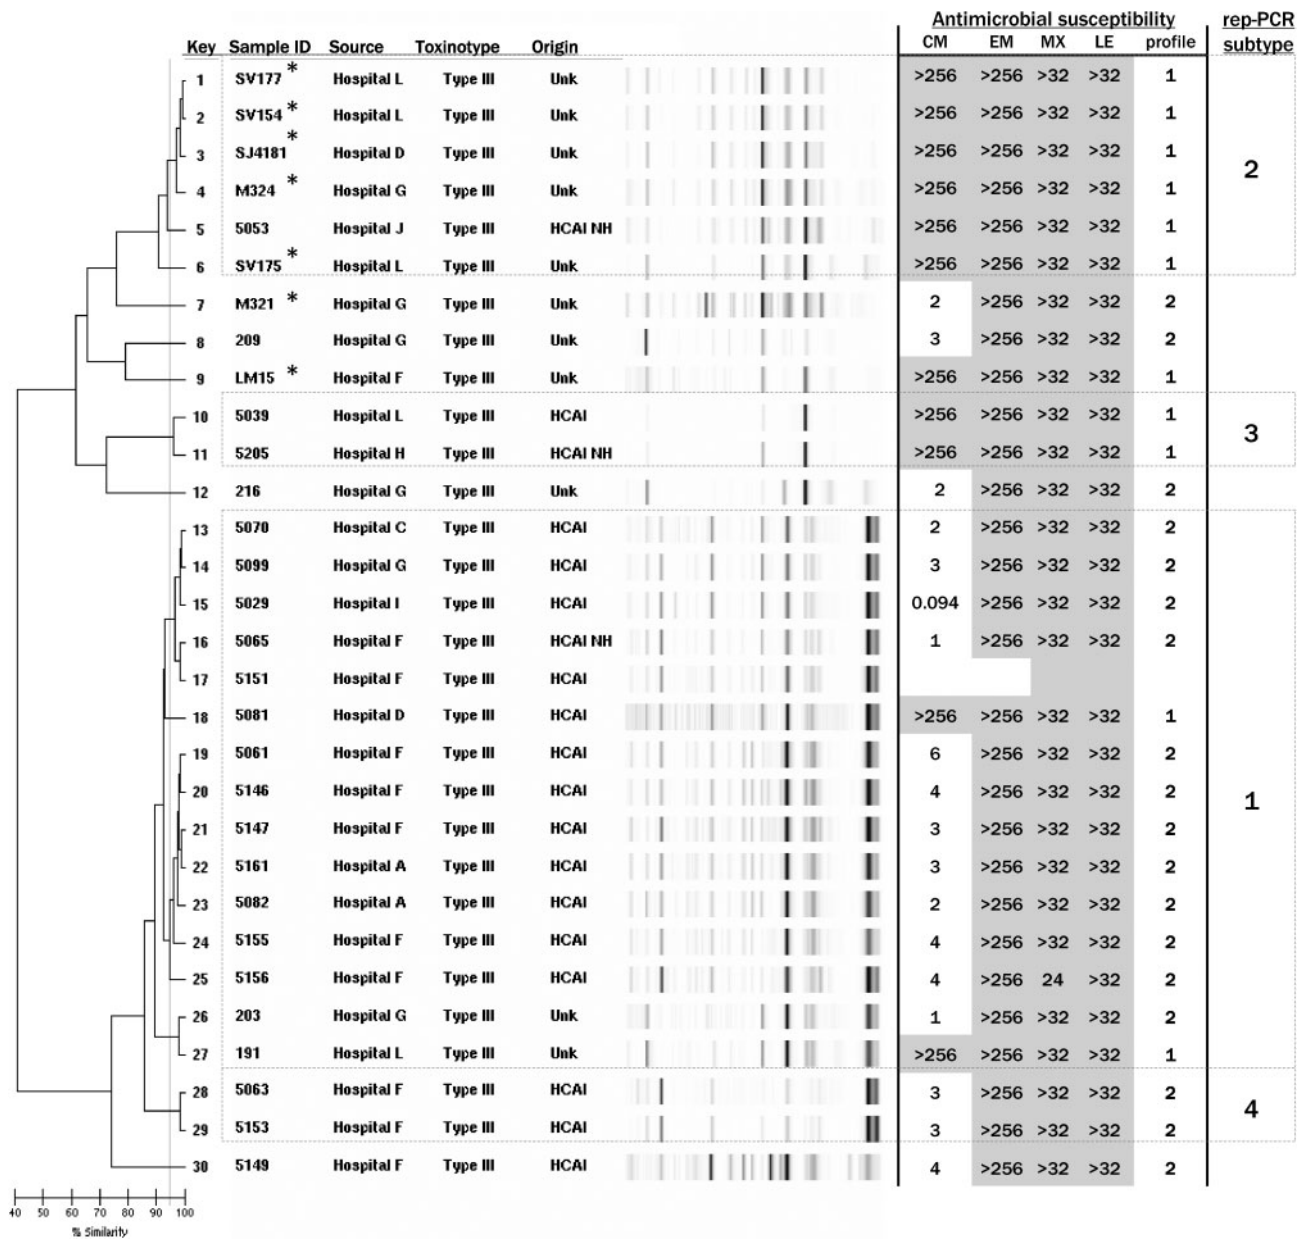 Antimicrobial susceptibility rep-PCR
Key Sample ID Source Toxinotype Origin CM EM MX LE profile subtype
1 SV177 * Hospital L Type III Unk >256 >256 >32 >32 1
2 SV154 * Hospital L Type III Unk >256 >256 >32 >32 1
3 SJ4181 * Hospital D Type III Unk >256 >256 >32 >32 1
4 M324 * Hospital G Type III Unk >256 >256 >32 >32 1 2
5 5053 Hospital J Type III HCAI NH >256 >256 >32 >32 1
6 SV175 * Hospital L Type III Unk >256 >256 >32 >32 1
7 M321 * Hospital G Type III Unk 2 >256 >32 >32 2
8 209 Hospital G Type III Unk 3 >256 >32 >32 2
9 LM15 * Hospital F Type III Unk >256 >256 >32 >32 1
10 5039 Hospital L Type III HCAI >256 >256 >32 >32 1 3
11 5205 Hospital H Type III HCAI NH >256 >256 >32 >32 1
12 216 Hospital G Type III Unk 2 >256 >32 >32 2
13 5070 Hospital C Type III HCAI 2 >256 >32 >32 2
14 5099 Hospital G Type III HCAI 3 >256 >32 >32 2
15 5029 Hospital I Type III HCAI 0.094 >256 >32 >32 2
16 5065 Hospital F Type III HCAI NH 1 >256 >32 >32 2
17 5151 Hospital F Type III HCAI
18 5081 Hospital D Type III HCAI >256 >256 >32 >32 1
19 5061 Hospital F Type III HCAI 6 >256 >32 >32 2
20 5146 Hospital F Type III HCAI 4 >256 >32 >32 2 1
21 5147 Hospital F Type III HCAI 3 >256 >32 >32 2
22 5161 Hospital A Type III HCAI 3 >256 >32 >32 2
23 5082 Hospital A Type III HCAI 2 >256 >32 >32 2
24 5155 Hospital F Type III HCAI 4 >256 >32 >32 2
25 5156 Hospital F Type III HCAI 4 >256 24 >32 2
26 203 Hospital G Type III Unk 1 >256 >32 >32 2
27 191 Hospital L Type III Unk >256 >256 >32 >32 1
28 5063 Hospital F Type III HCAI 3 >256 >32 >32 2 4
29 5153 Hospital F Type III HCAI 3 >256 >32 >32 2
30 5149 Hospital F Type III HCAI 4 >256 >32 >32 2
40 50 60 70 80 90 100
% Similarity